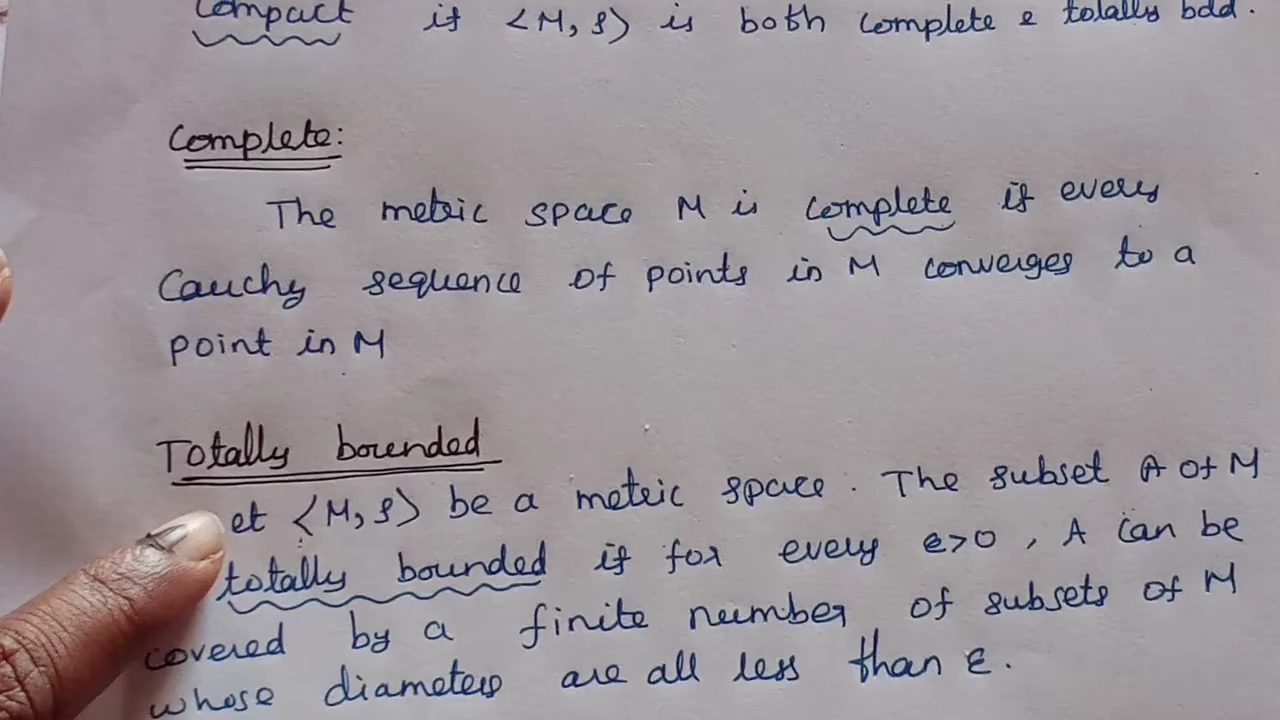 Compact if <M, ρ> is both complete & totally bdd.
Complete:
The metric space M is complete if every
Cauchy sequence of points in M converges to a
point in M
Totally bounded
et <M, ρ> be a metric space. The subset A of M
totally bounded if for every ε>0, A can be
covered by a finite number of subsets of M
whose diameters are all less than ε.